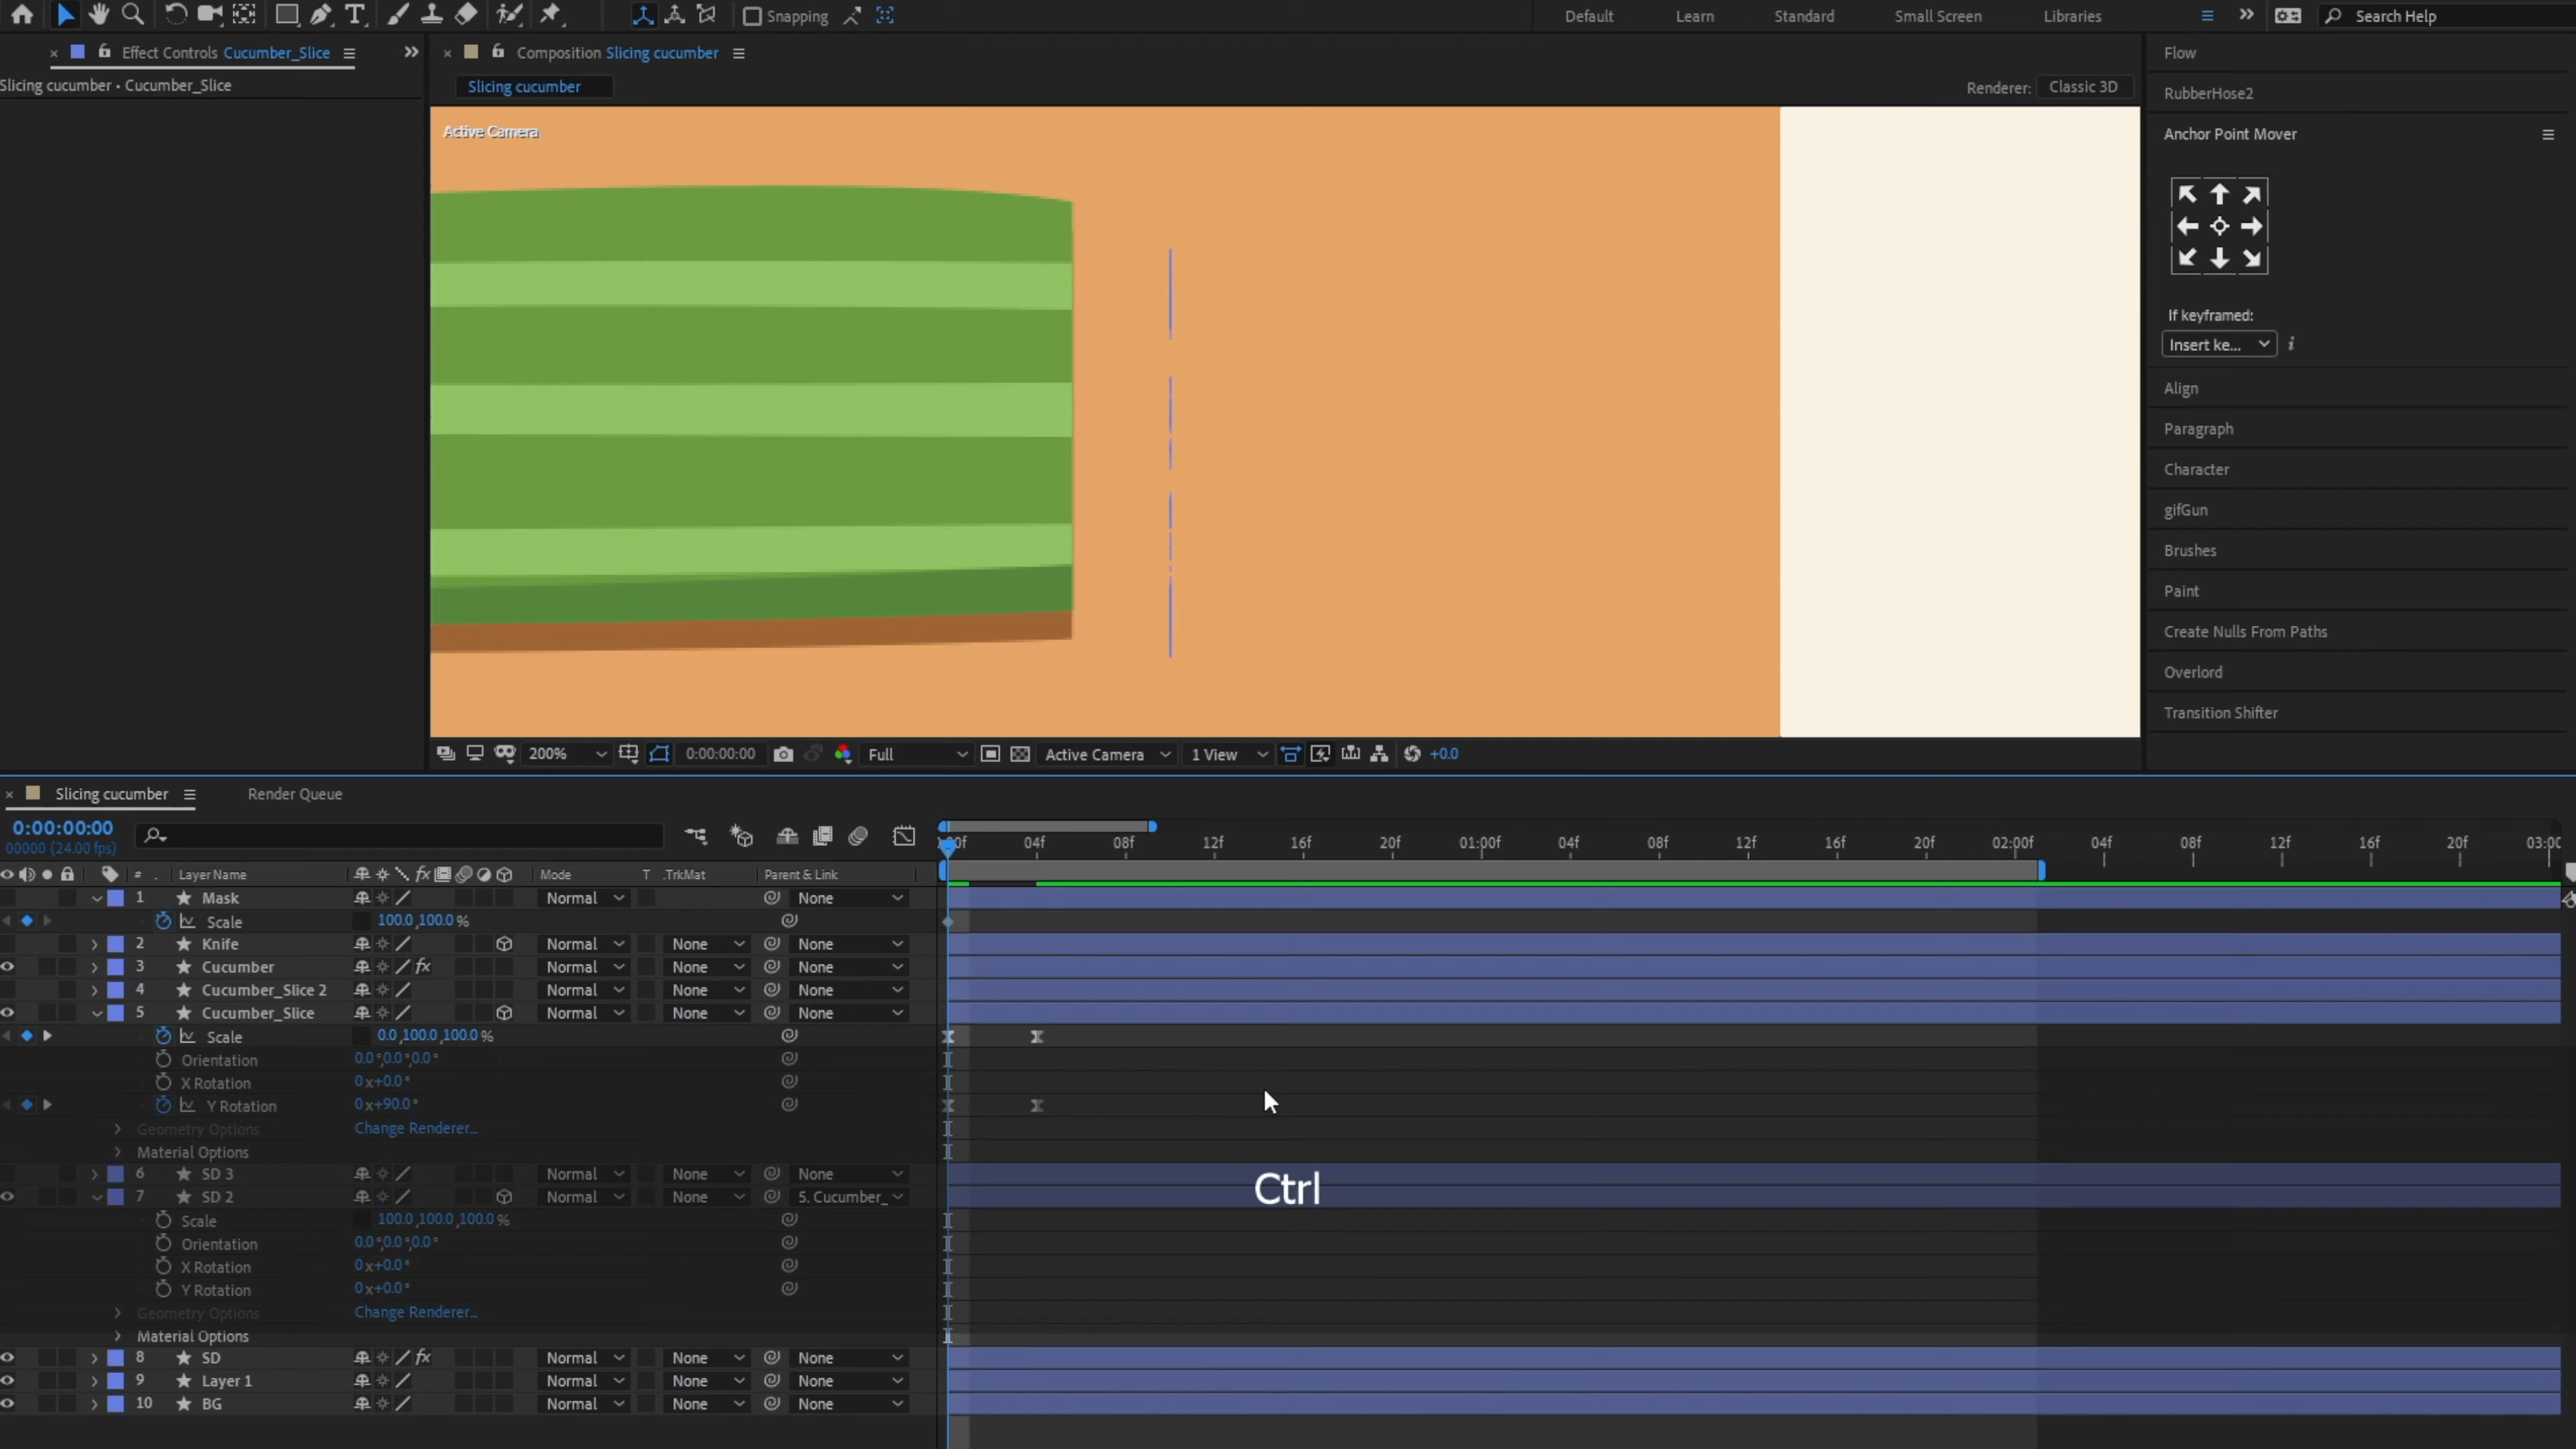 Snapping
Default
Learn
Standard
Small Screen
Libraries
Search Help
Effect Controls Cucumber_Slice
Composition Slicing cucumber
Flow
Slicing cucumber • Cucumber_Slice
Slicing cucumber
Renderer:
Classic 3D
RubberHose2
Active Camera
Anchor Point Mover
If keyframed:
Insert ke...
Align
Paragraph
Character
gifGun
Brushes
Paint
Create Nulls From Paths
Overlord
Transition Shifter
200%
0:00:00:00
Full
Active Camera
1 View
+0.0
Slicing cucumber
Render Queue
0:00:00:00
00000 (24.00 fps)
04f 08f 12f 16f 20f 01:00f 04f 08f 12f 16f 20f 02:00f 04f 08f 12f 16f 20f
# Layer Name Mode T .TrkMat Parent & Link
1 Mask Normal None
Scale 100.0,100.0 %
2 Knife Normal None None
3 Cucumber fx Normal None None
4 Cucumber_Slice 2 Normal None None
5 Cucumber_Slice Normal None None
Scale 0.0,100.0,100.0 %
Orientation 0.0°,0.0°,0.0°
X Rotation 0x+0.0°
Y Rotation 0x+90.0°
Geometry Options Change Renderer...
Material Options
6 SD 3 Normal None None
7 SD 2 Normal None 5. Cucumber_
Ctrl
Scale 100.0,100.0,100.0 %
Orientation 0.0°,0.0°,0.0°
X Rotation 0x+0.0°
Y Rotation 0x+0.0°
Geometry Options Change Renderer...
Material Options
8 SD fx Normal None None
9 Layer 1 Normal None None
10 BG Normal None None